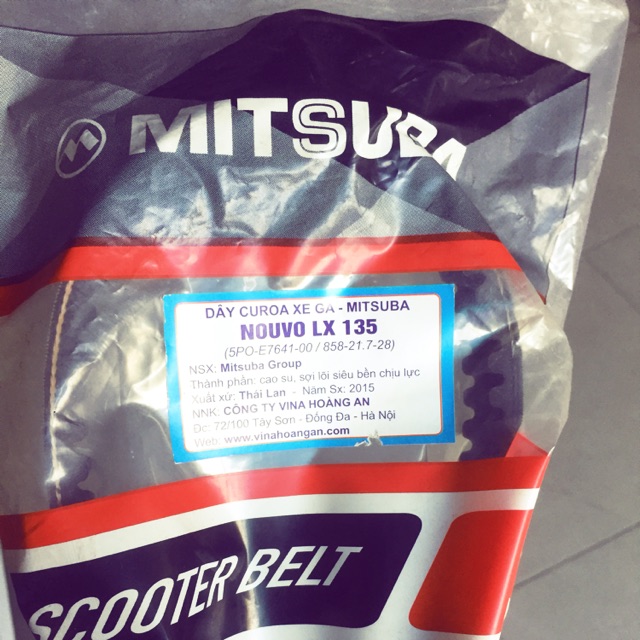 MITSUBA
DÂY CUROA XE GA - MITSUBA
NOUVO LX 135
(5PO-E7641-00 / 858-21.7-28)
NSX: Mitsuba Group
Thành phần: cao su, sợi lõi siêu bền chịu lực
Xuất xứ: Thái Lan - Năm Sx: 2015
NNK: CÔNG TY VINA HOÀNG AN
Đc: 72/100 Tây Sơn - Đống Đa - Hà Nội
Web: www.vinahoangan.com
SCOOTER BELT